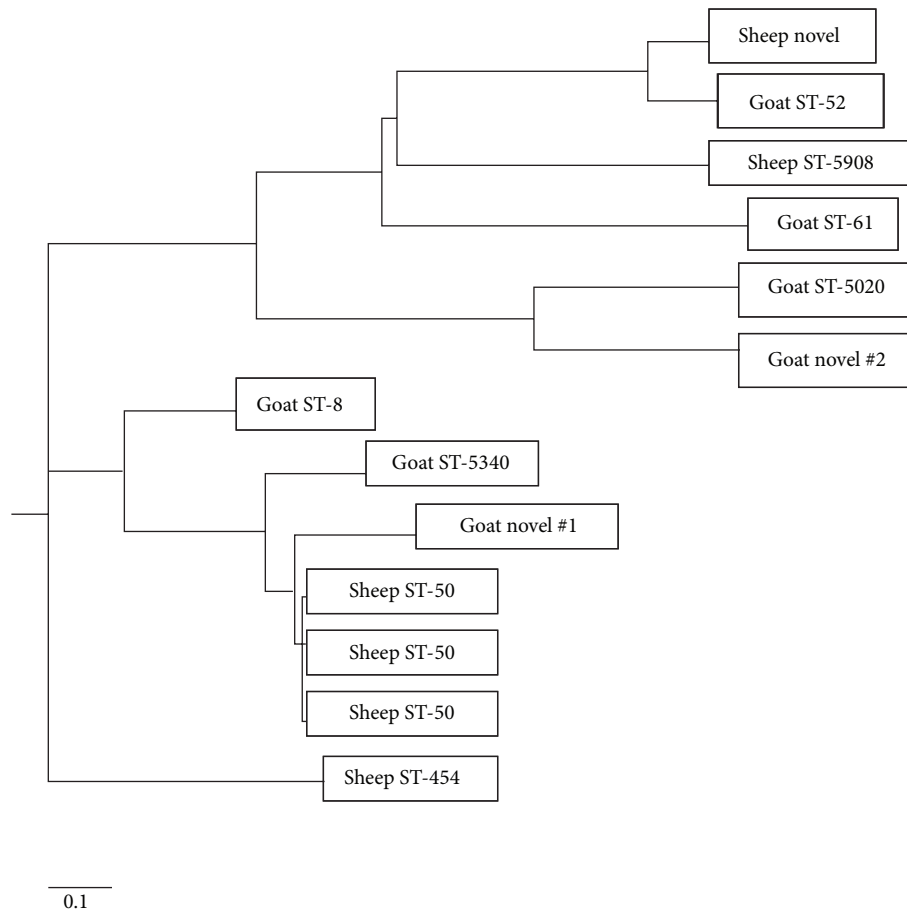 Sheep novel
Goat ST-52
Sheep ST-5908
Goat ST-61
Goat ST-5020
Goat novel #2
Goat ST-8
Goat ST-5340
Goat novel #1
Sheep ST-50
Sheep ST-50
Sheep ST-50
Sheep ST-454
0.1